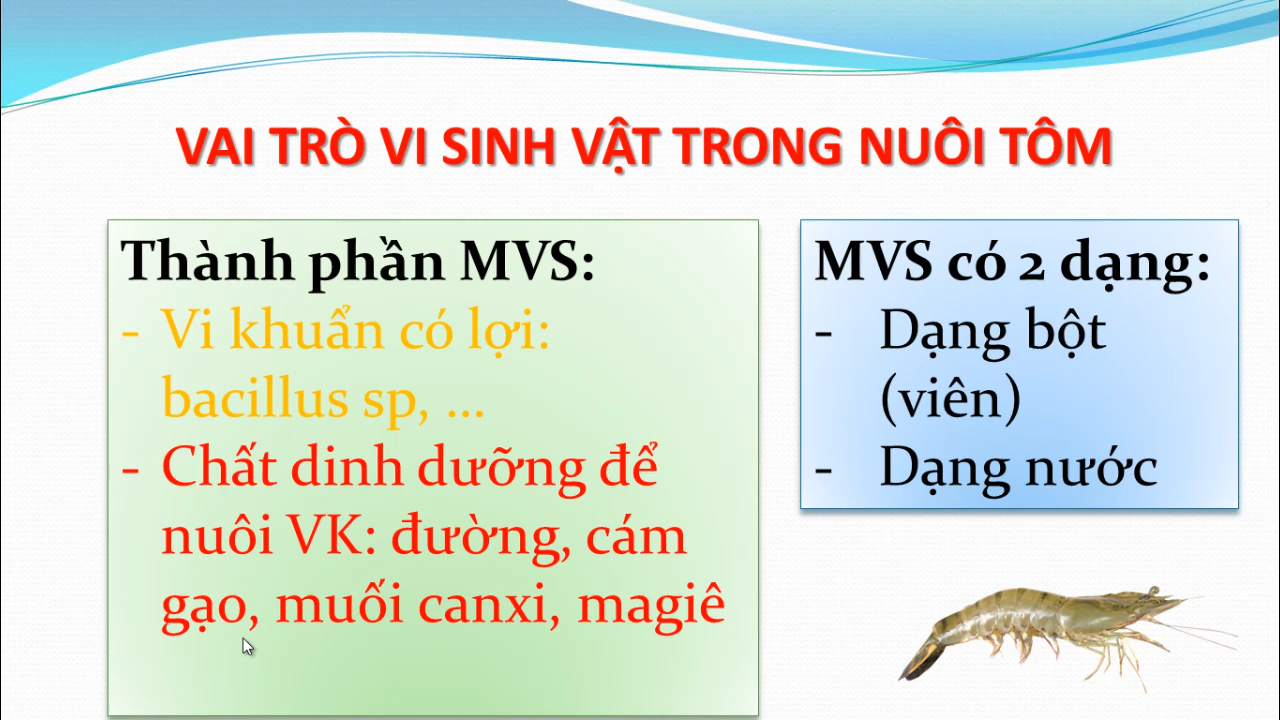 VAI TRÒ VI SINH VẬT TRONG NUÔI TÔM
Thành phần MVS:
- Vi khuẩn có lợi:
bacillus sp, ...
- Chất dinh dưỡng để
nuôi VK: đường, cám
gạo, muối canxi, magiê
MVS có 2 dạng:
- Dạng bột
(viên)
- Dạng nước